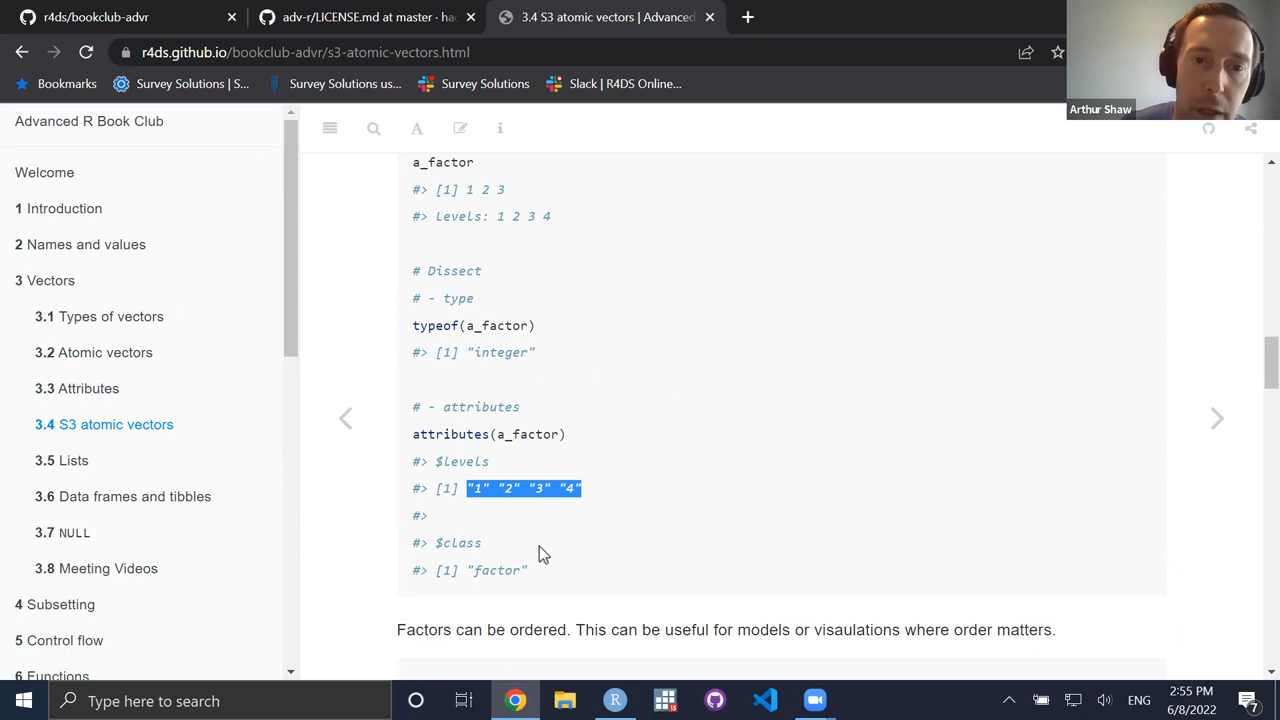 r4ds/bookclub-advr
adv-r/LICENSE.md at master · ha
3.4 S3 atomic vectors | Advanced
r4ds.github.io/bookclub-advr/s3-atomic-vectors.html
Bookmarks
Survey Solutions | S...
Survey Solutions us...
Survey Solutions
Slack | R4DS Online...
Arthur Shaw
Advanced R Book Club
Welcome
1 Introduction
2 Names and values
3 Vectors
3.1 Types of vectors
3.2 Atomic vectors
3.3 Attributes
3.4 S3 atomic vectors
3.5 Lists
3.6 Data frames and tibbles
3.7 NULL
3.8 Meeting Videos
4 Subsetting
5 Control flow
6 Functions
a_factor
#> [1] 1 2 3
#> Levels: 1 2 3 4
# Dissect
# - type
typeof(a_factor)
#> [1] "integer"
# - attributes
attributes(a_factor)
#> $levels
#> [1] "1" "2" "3" "4"
#>
#> $class
#> [1] "factor"
Factors can be ordered. This can be useful for models or visaulations where order matters.
Type here to search
ENG
2:55 PM
6/8/2022
7